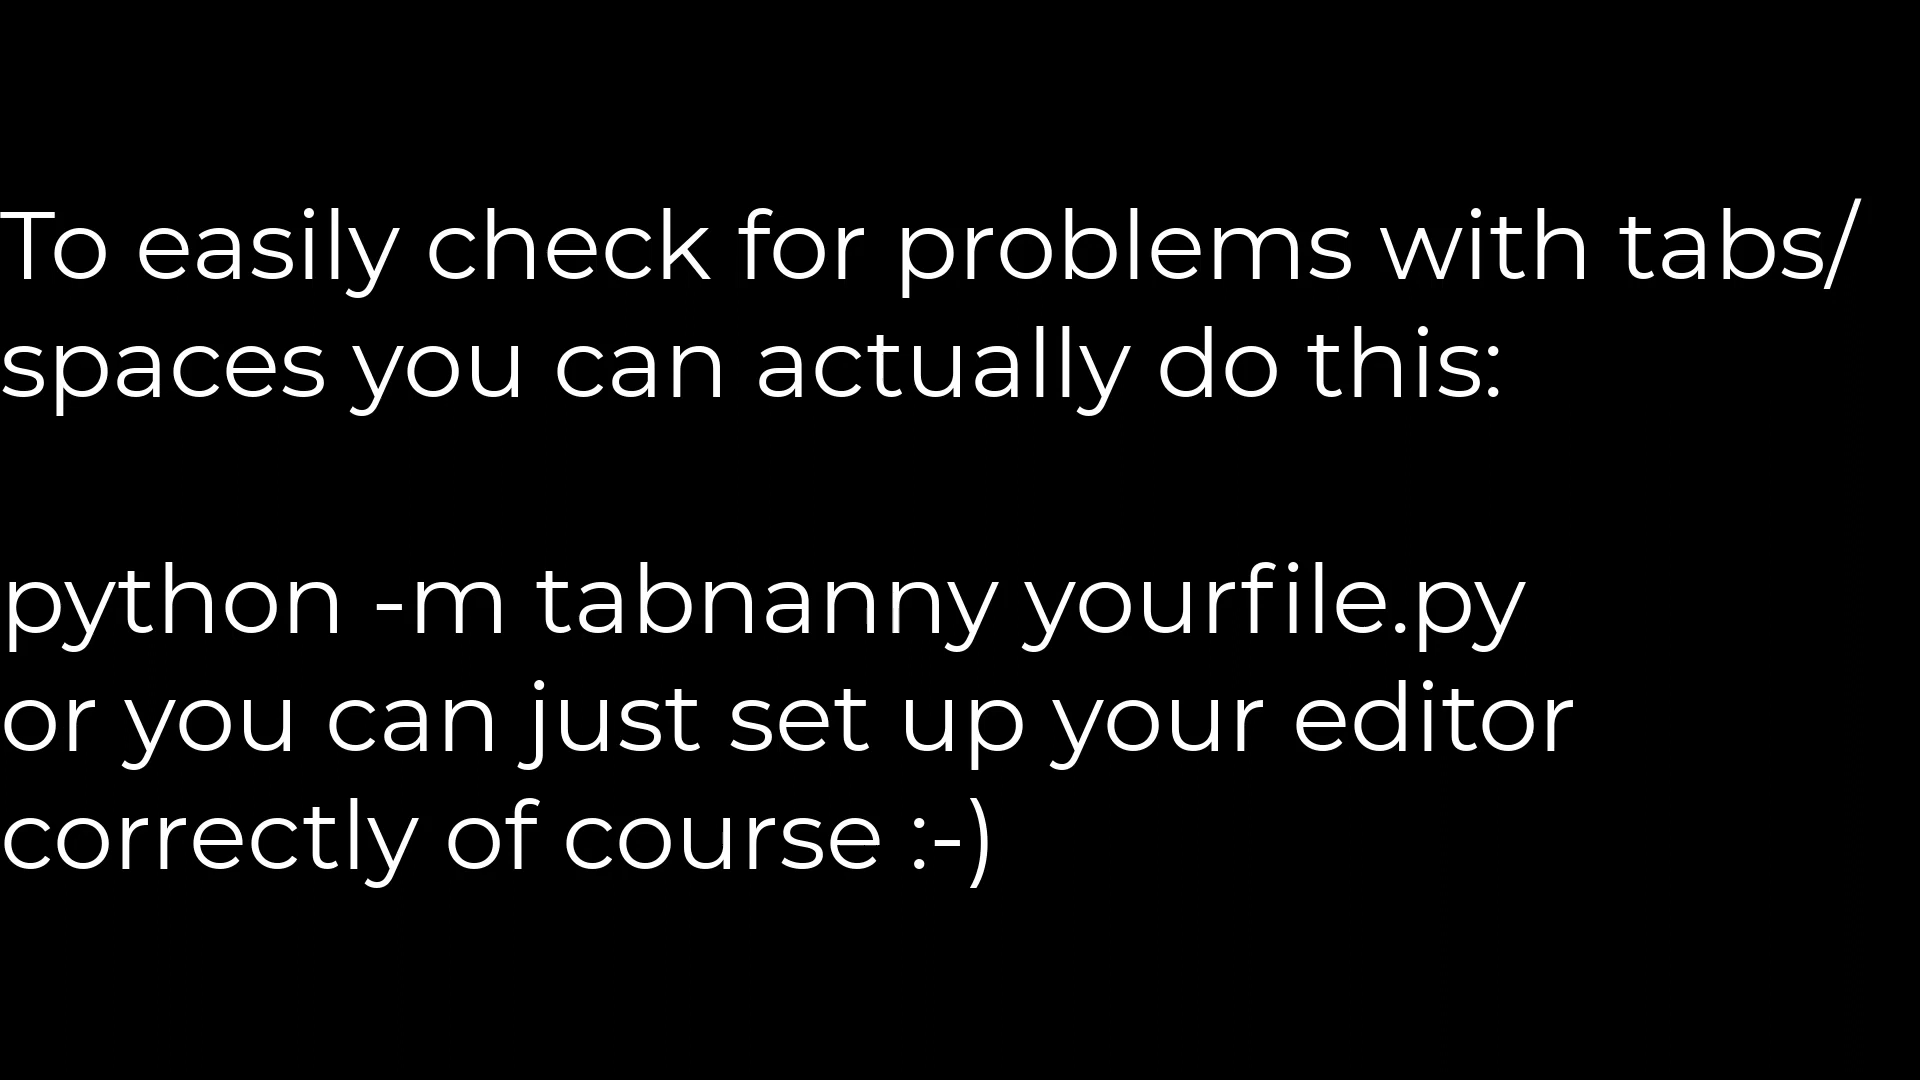 To easily check for problems with tabs/
spaces you can actually do this:
python -m tabnanny yourfile.py
or you can just set up your editor
correctly of course :-)